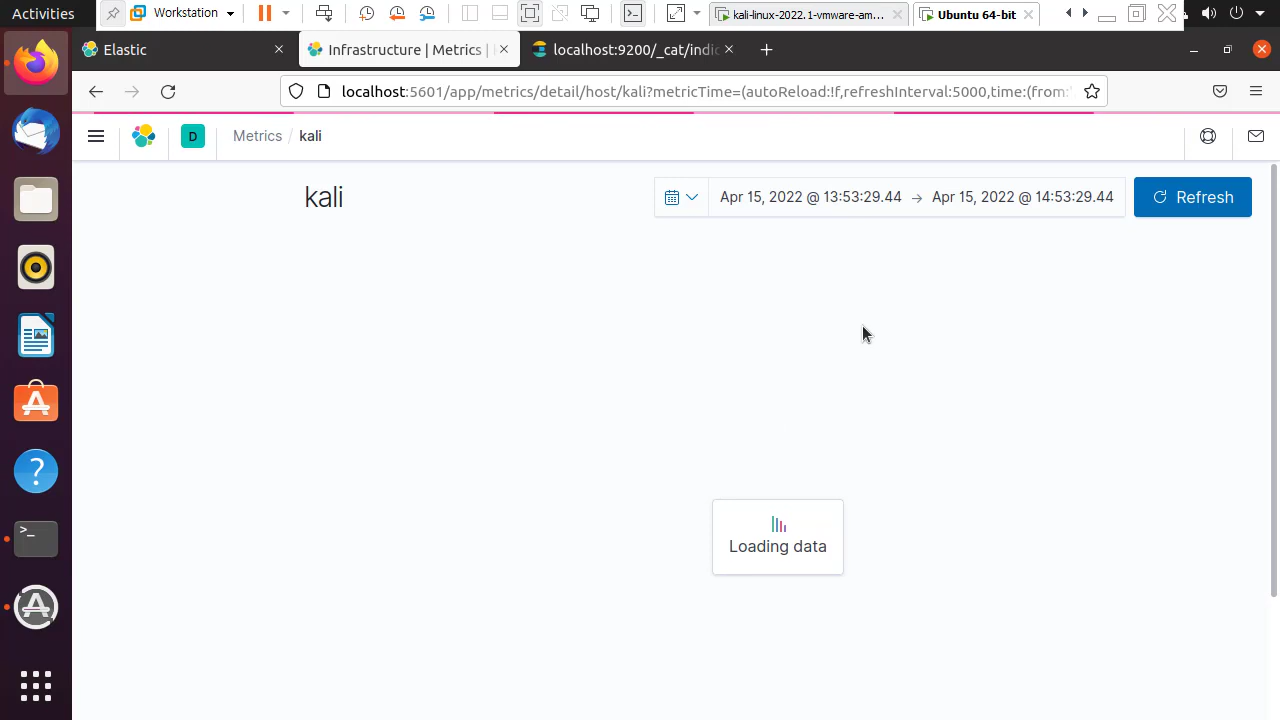 Activities
Workstation
kali-linux-2022.1-vmware-am...
Ubuntu 64-bit
Elastic
Infrastructure | Metrics |
localhost:9200/_cat/indic
localhost:5601/app/metrics/detail/host/kali?metricTime=(autoReload:!f,refreshInterval:5000,time:(from:'
D
Metrics / kali
kali
Apr 15, 2022 @ 13:53:29.44 → Apr 15, 2022 @ 14:53:29.44
Refresh
Loading data